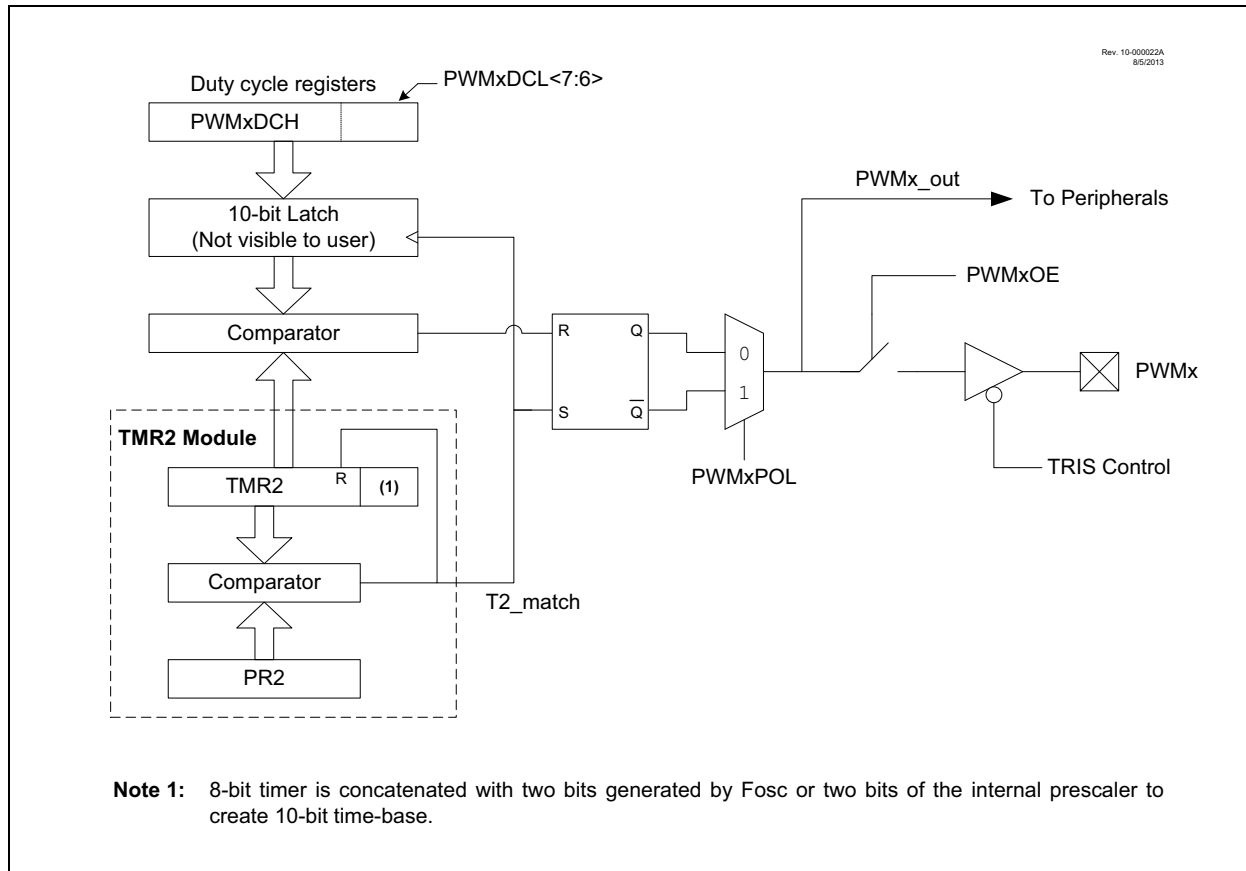 Rev. 10-000022A
8/5/2013
Duty cycle registers
PWMxDCL<7:6>
PWMxDCH
10-bit Latch
(Not visible to user)
Comparator
PWMx_out
To Peripherals
PWMxOE
R
Q
S
Q
0
1
PWMx
PWMxPOL
TRIS Control
TMR2 Module
R
TMR2
(1)
Comparator
T2_match
PR2
Note 1: 8-bit timer is concatenated with two bits generated by Fosc or two bits of the internal prescaler to
create 10-bit time-base.